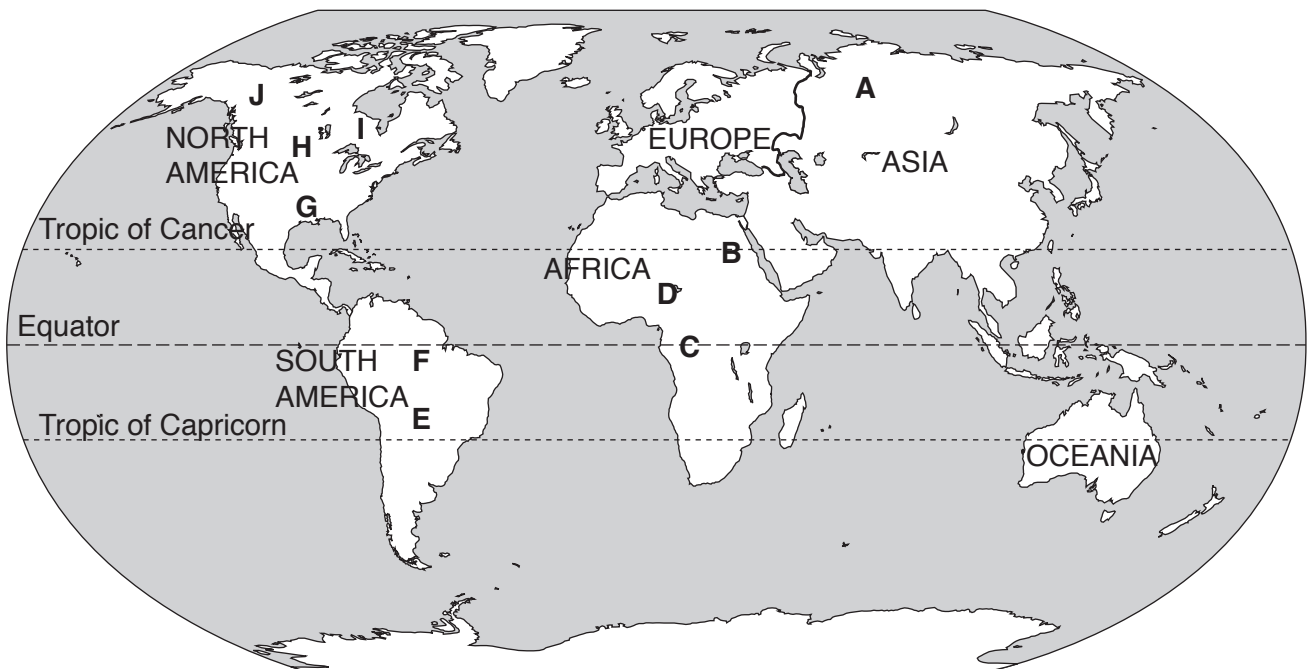 A
J
I
NORTH
AMERICA
H
EUROPE
ASIA
G
Tropic of Cancer
B
AFRICA
D
Equator
C
SOUTH
AMERICA
F
E
Tropic of Capricorn
OCEANIA